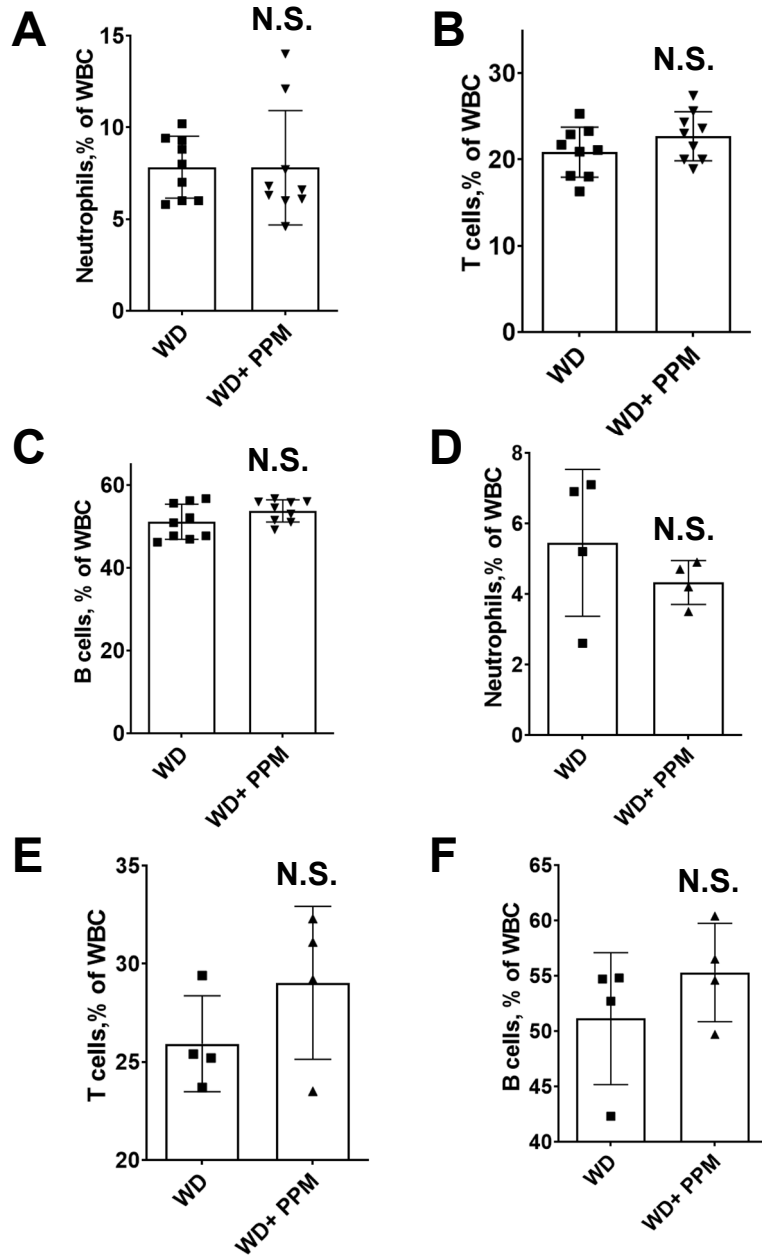 A
N.S.
Neutrophils,% of WBC
15
10
5
0
WD
WD+ PPM
B
N.S.
T cells,% of WBC
30
20
10
0
WD
WD+ PPM
C
N.S.
B cells, % of WBC
60
40
20
0
WD
WD+ PPM
D
N.S.
Neutrophils,% of WBC
8
6
4
2
0
WD
WD+ PPM
E
N.S.
T cells,% of WBC
35
30
25
20
WD
WD+ PPM
F
N.S.
B cells, % of WBC
65
60
55
50
45
40
WD
WD+ PPM